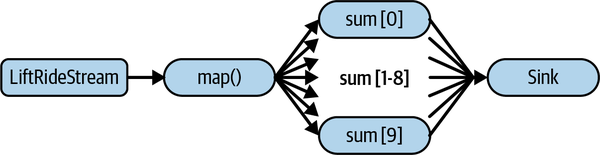 LiftRideStream
map()
sum [0]
sum [1-8]
sum [9]
Sink